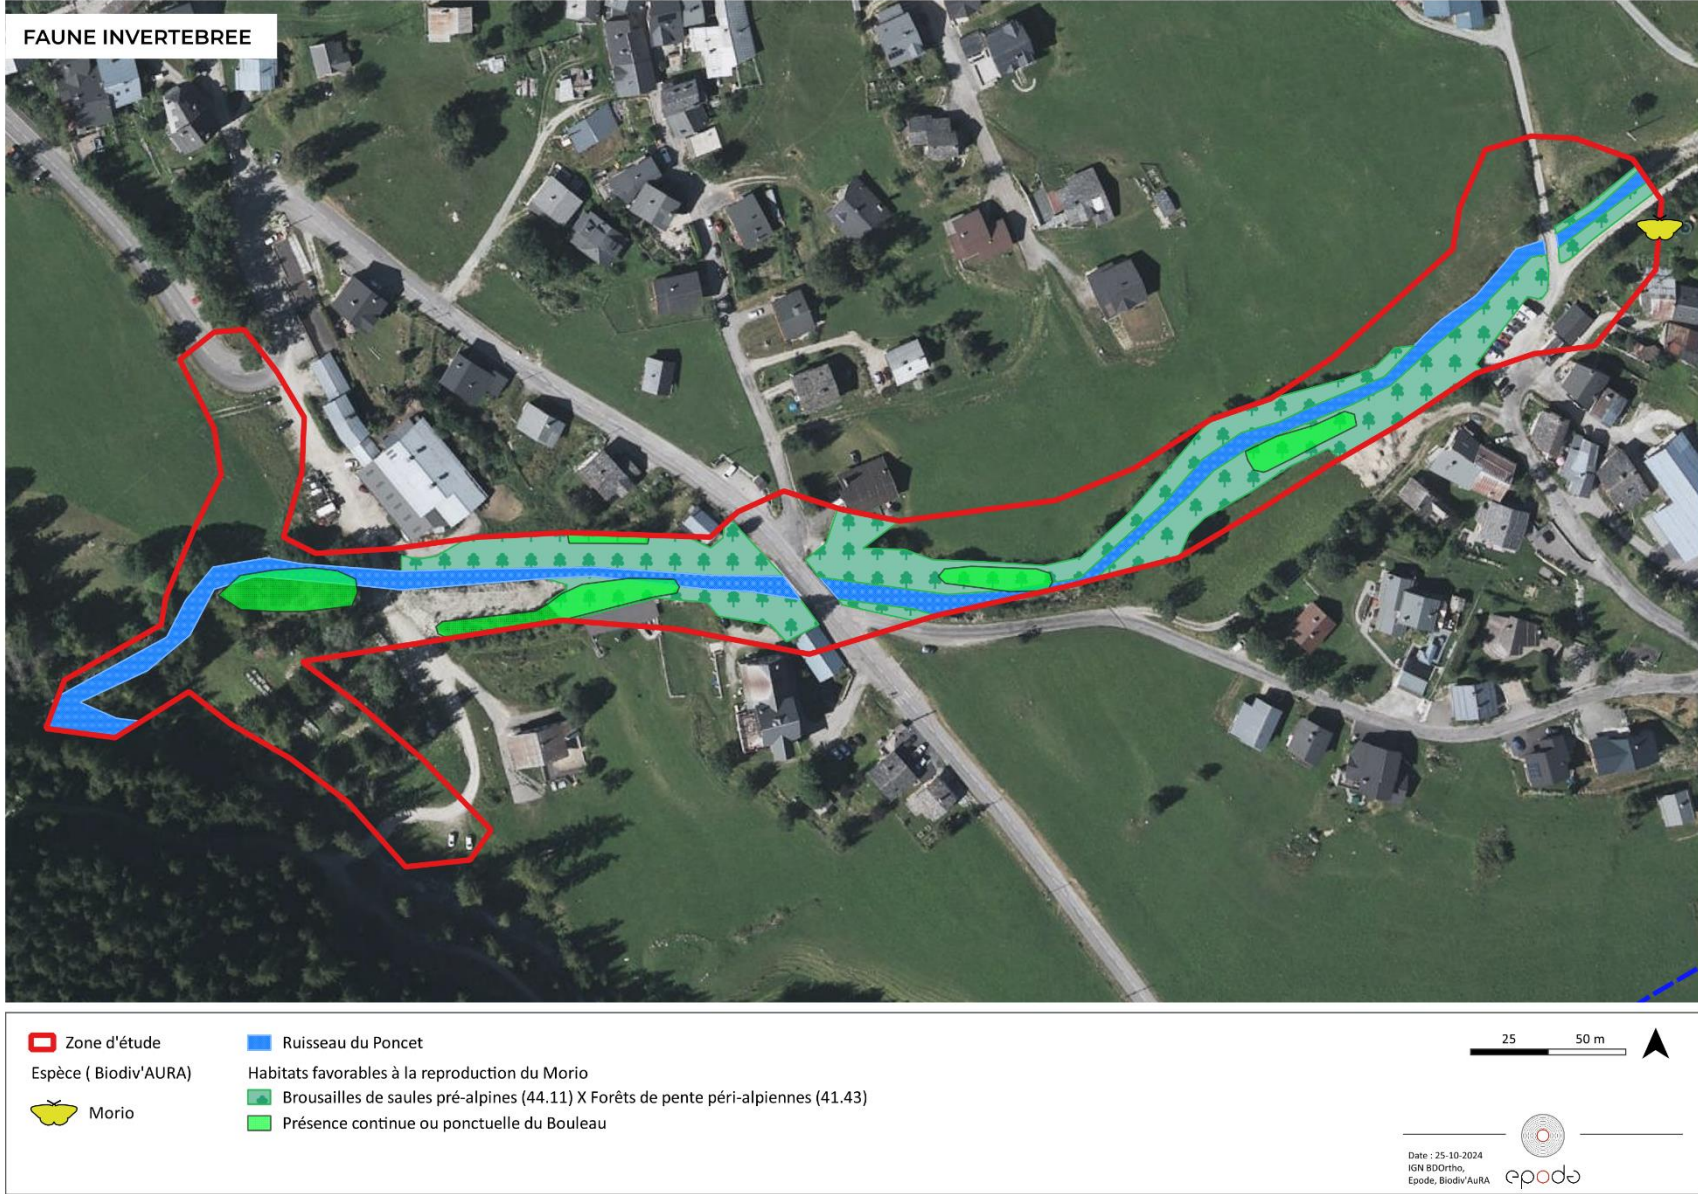 FAUNE INVERTEBREE
Zone d'étude
Espèce ( Biodiv'AURA)
Morio
Ruisseau du Poncet
Habitats favorables à la reproduction du Morio
Brousailles de saules pré-alpines (44.11) X Forêts de pente péri-alpiennes (41.43)
Présence continue ou ponctuelle du Bouleau
25 50 m
Date : 25-10-2024
IGN BDOrtho,
Epode, Biodiv'AuRA
epode